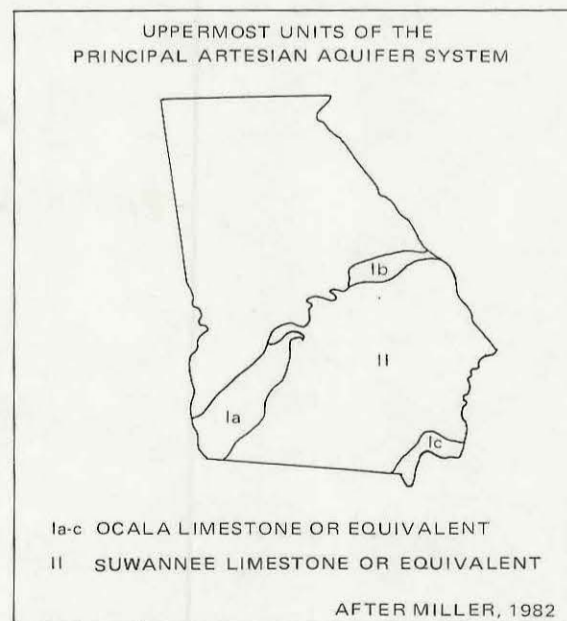 UPPERMOST UNITS OF THE
PRINCIPAL ARTESIAN AQUIFER SYSTEM
Ib
II
Ia
Ic
Ia-c OCALA LIMESTONE OR EQUIVALENT
II SUWANNEE LIMESTONE OR EQUIVALENT
AFTER MILLER, 1982